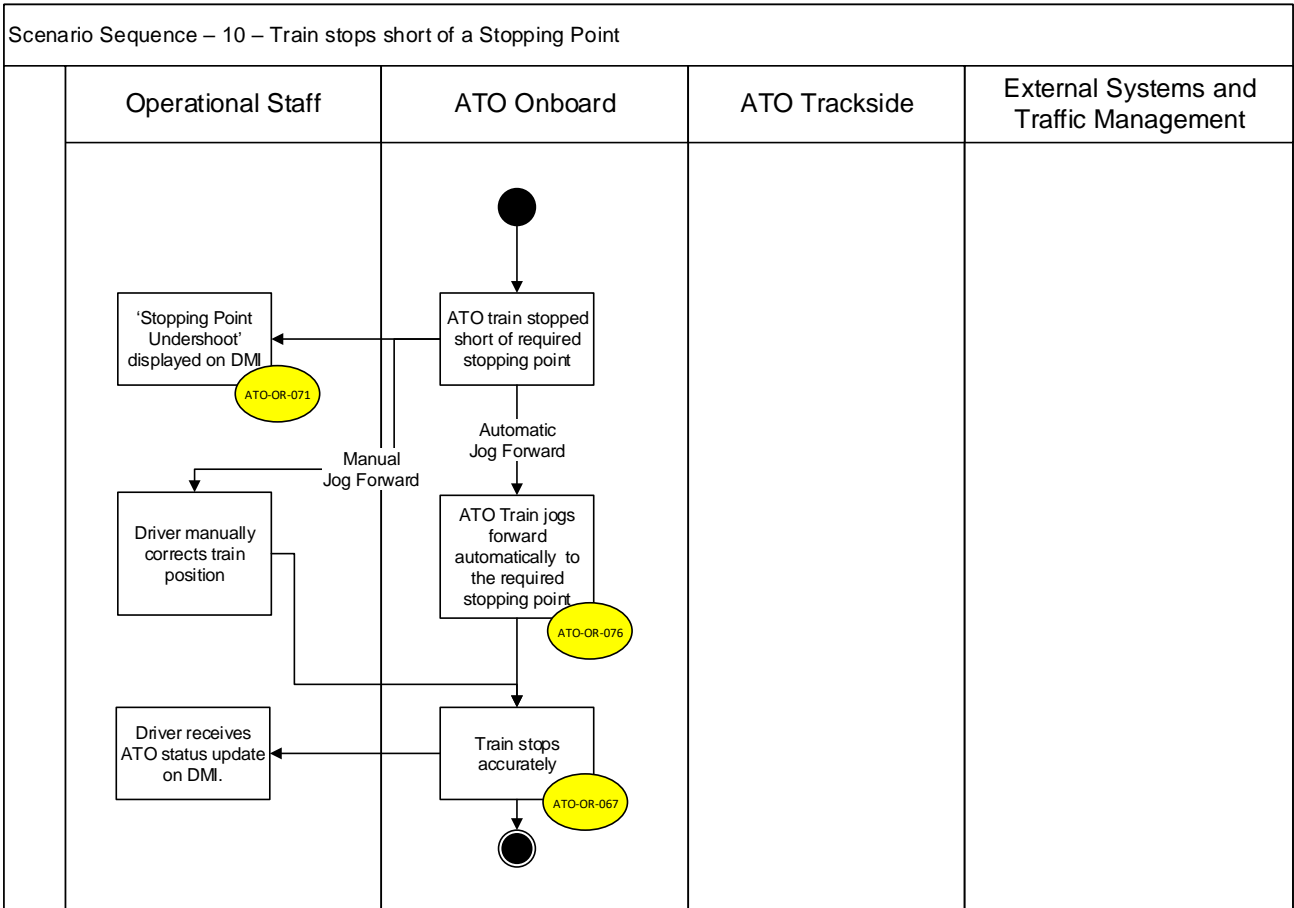 Scenario Sequence – 10 – Train stops short of a Stopping Point
Operational Staff
ATO Onboard
ATO Trackside
External Systems and
Traffic Management
‘Stopping Point
Undershoot’
displayed on DMI
ATO-OR-071
ATO train stopped
short of required
stopping point
Manual
Jog Forward
Automatic
Jog Forward
Driver manually
corrects train
position
ATO Train jogs
forward
automatically to
the required
stopping point
ATO-OR-076
Driver receives
ATO status update
on DMI.
Train stops
accurately
ATO-OR-067